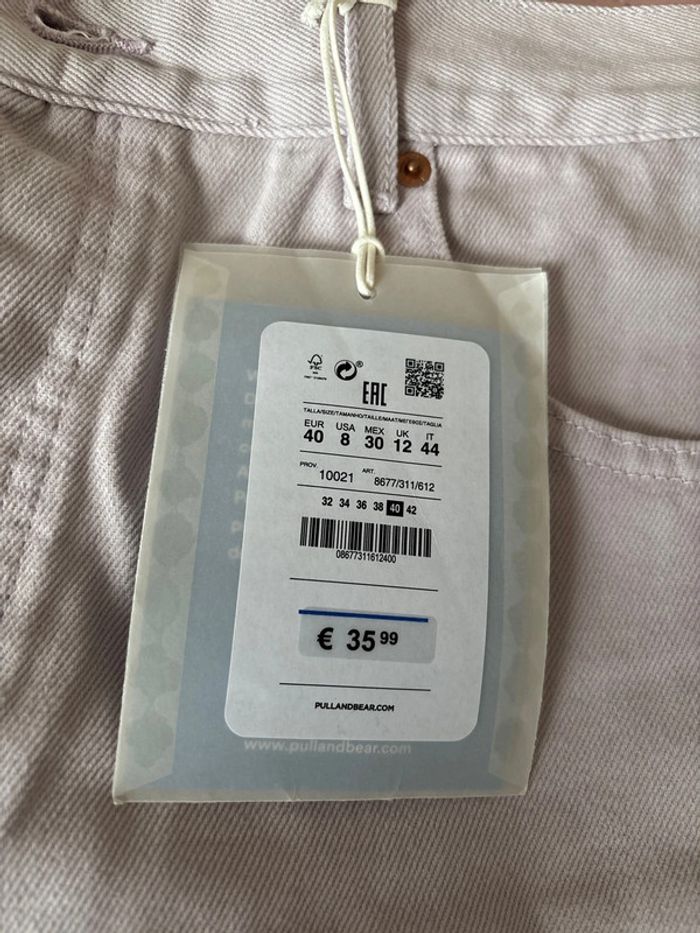 FSC
®
EAC
TALLA/SIZE/TAMANHO/TAILLE/MAAT/МЕГЕВОЕ/TAGLIA
EUR USA MEX UK IT
40 8 30 12 44
PROV. 10021 ART. 8677/311/612
32 34 36 38 40 42
08677311612400
€ 35 99
PULLANDBEAR.COM
www.pullandbear.com